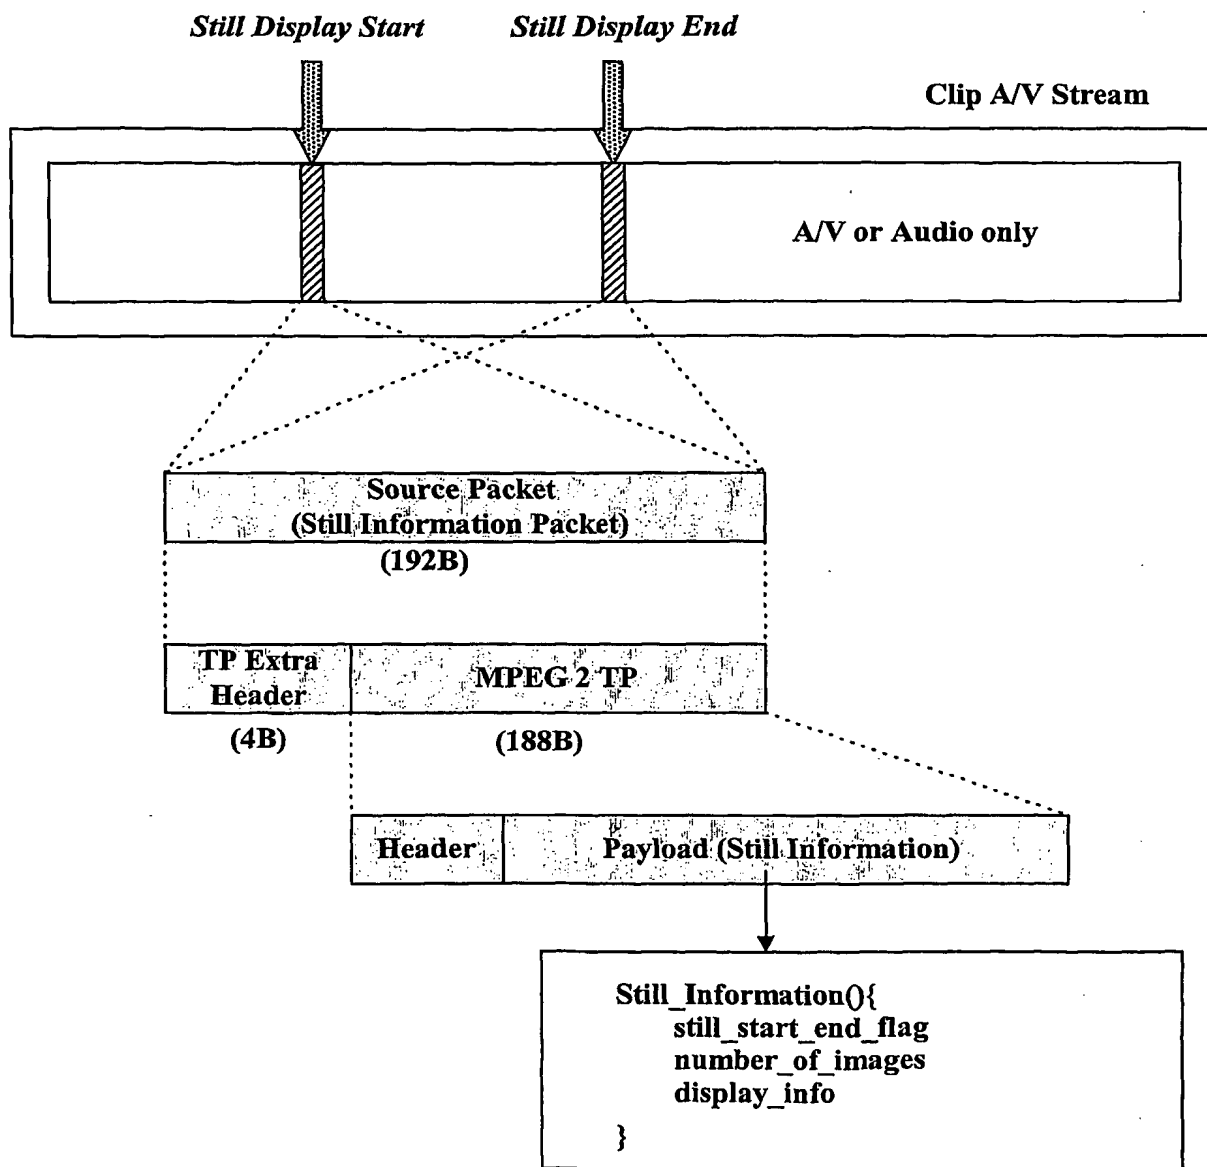 Still Display Start
Still Display End
Clip A/V Stream
A/V or Audio only
Source Packet
(Still Information Packet)
(192B)
TP Extra
Header
MPEG 2 TP
(4B)
(188B)
Header
Payload (Still Information)
Still_Information(){
still_start_end_flag
number_of_images
display_info
}